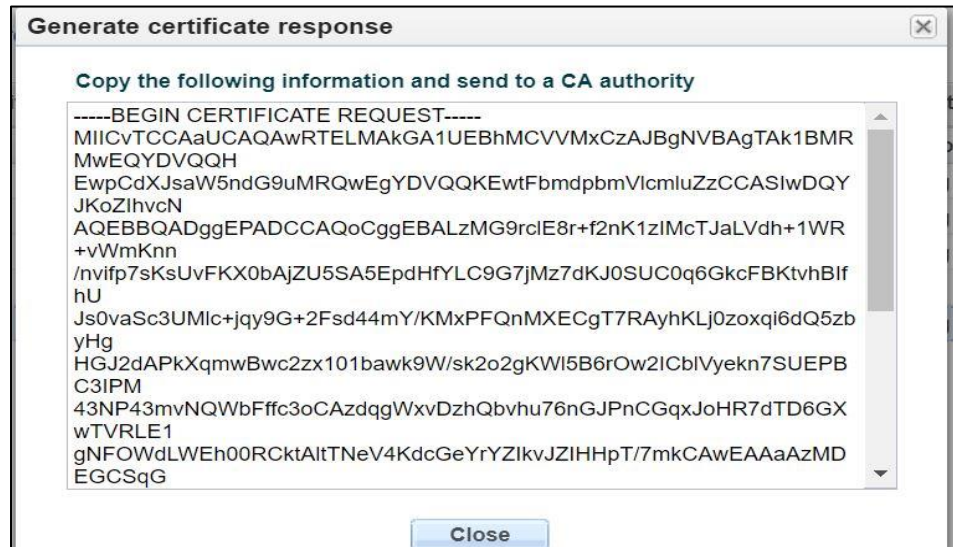 Generate certificate response
Copy the following information and send to a CA authority
-----BEGIN CERTIFICATE REQUEST-----
MIICvTCCAaUCAQAwRTELMAkGA1UEBhMCVVMxCzAJBgNVBAgTAk1BMR
MwEQYDVQQH
EwpCdXJsaW5ndG9uMRQwEgYDVQQKEwtFbmdpbmVlcmluZzCCASIwDQY
JKoZIhvcN
AQEBBQADggEPADCCAQoCggEBALzMG9rclE8r+f2nK1zIMcTJaLVdh+1WR
+vWmKnn
/nvifp7sKsUvFKX0bAjZU5SA5EpdHfYLC9G7jMz7dKJ0SUC0q6GkcFBKtvhBIf
hU
Js0vaSc3UMlc+jqy9G+2Fsd44mY/KMxPFQnMXECgT7RAyhKLj0zoxqi6dQ5zb
yHg
HGJ2dAPkXqmwBwc2zx101bawk9W/sk2o2gKWl5B6rOw2ICblVyekn7SUEPB
C3IPM
43NP43mvNQWbFffc3oCAzdqgWxvDzhQbvhu76nGJPnCGqxJoHR7dTD6GX
wTVRLE1
gNFOWdLWEh00RCktAltTNeV4KdcGeYrYZIkvJZIHHpT/7mkCAwEAAaAzMD
EGCSqG
Close